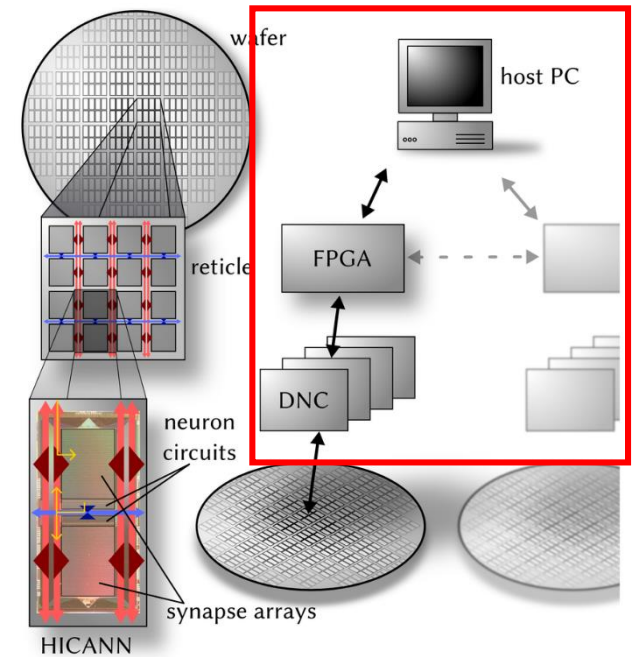 wafer
host PC
FPGA
reticle
DNC
neuron
circuits
synapse arrays
HICANN